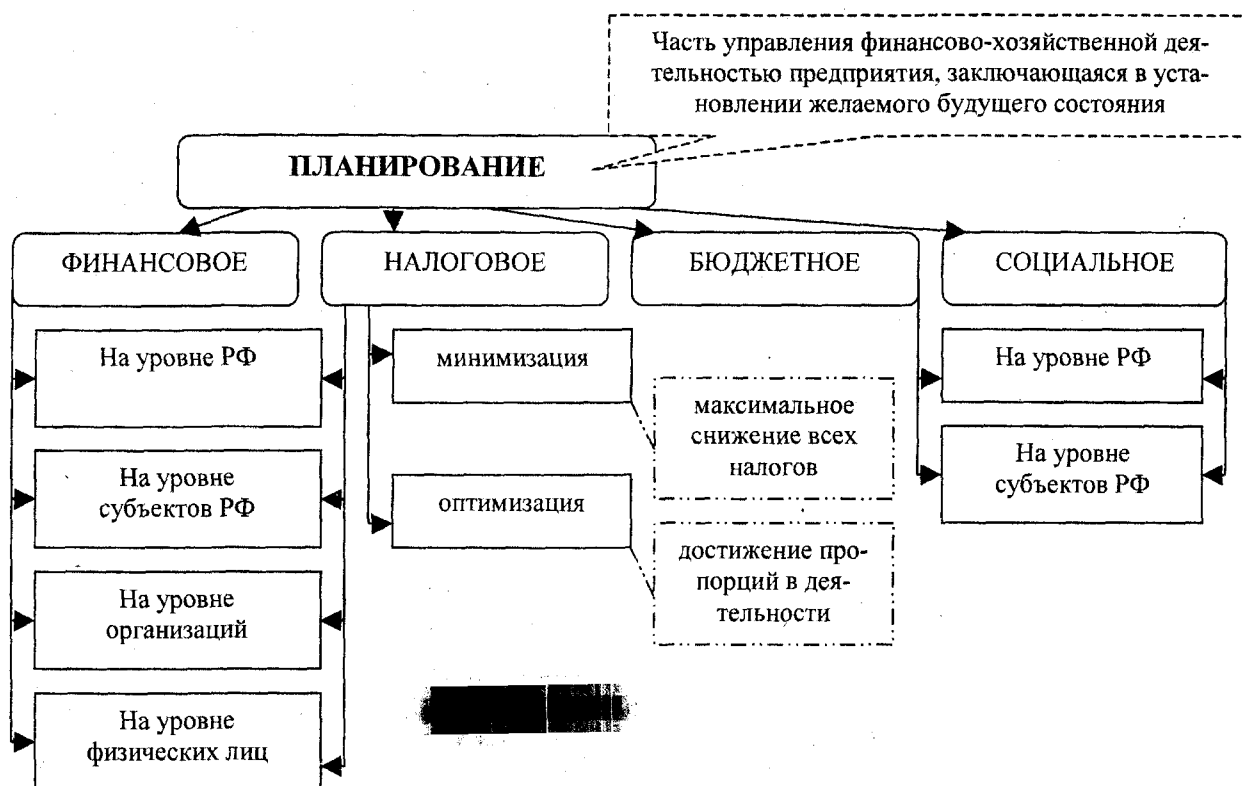 Часть управления финансово-хозяйственной дея-
тельностью предприятия, заключающаяся в уста-
новлении желаемого будущего состояния
ПЛАНИРОВАНИЕ
ФИНАНСОВОЕ
НАЛОГОВОЕ
БЮДЖЕТНОЕ
СОЦИАЛЬНОЕ
На уровне РФ
На уровне
субъектов РФ
На уровне
организаций
На уровне
физических лиц
минимизация
максимальное
снижение всех
налогов
оптимизация
достижение про-
порций в дея-
тельности
На уровне РФ
На уровне
субъектов РФ